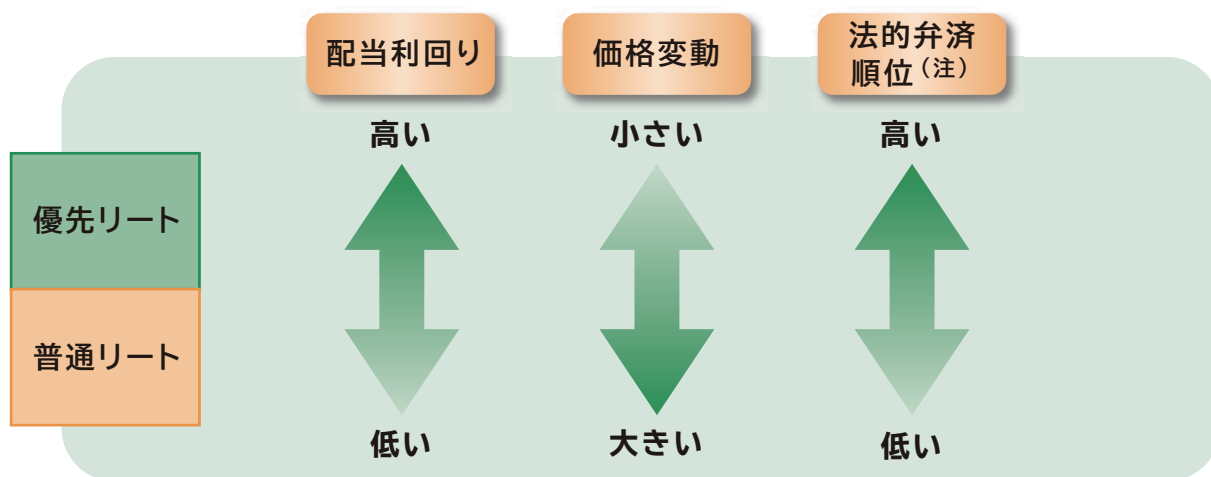 配当利回り
価格変動
法的弁済
順位(注)
高い
小さい
高い
優先リート
普通リート
低い
大きい
低い